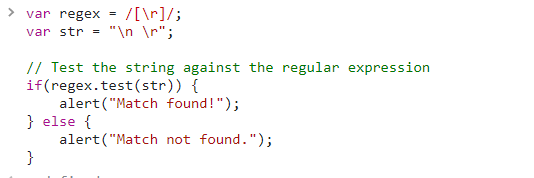 > var regex = /[\r]/;
var str = "\n \r";
// Test the string against the regular expression
if(regex.test(str)) {
    alert("Match found!");
} else {
    alert("Match not found.");
}